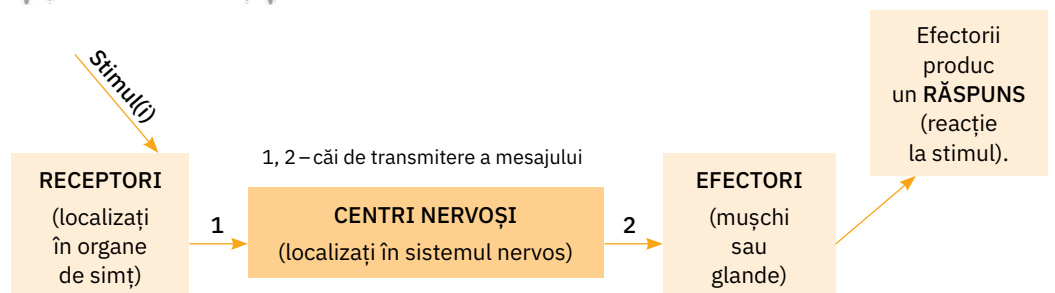 Stimul(i)
RECEPTORI
(localizați
în organe
de simț)
1
1, 2 – căi de transmitere a mesajului
CENTRI NERVOȘI
(localizați în sistemul nervos)
2
EFECTORI
(mușchi
sau
glande)
Efectorii
produc
un RĂSPUNS
(reacție
la stimul).